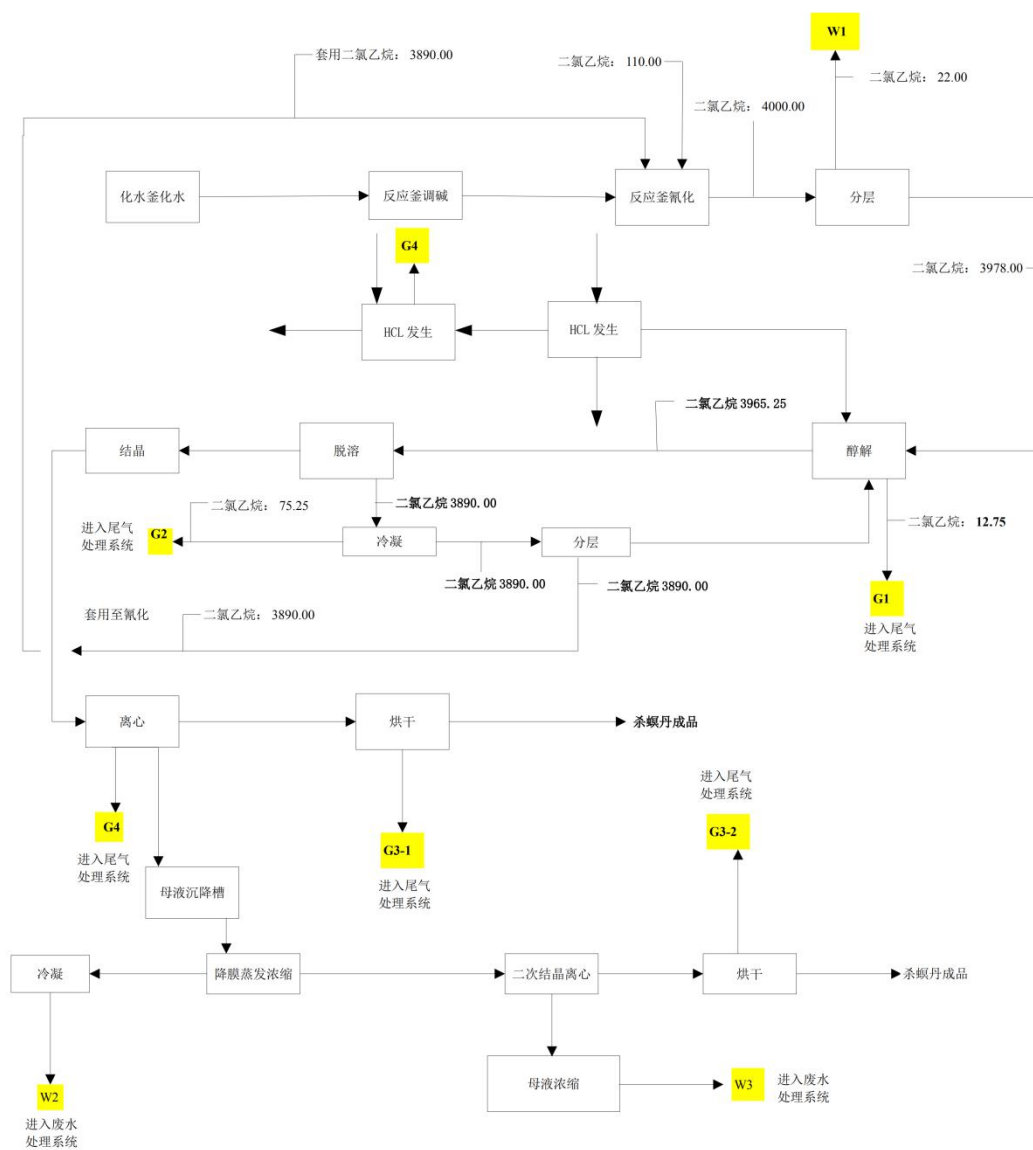 W1
套用二氯乙烷： 3890.00
二氯乙烷： 110.00
二氯乙烷： 22.00
二氯乙烷： 4000.00
化水釜化水
反应釜调碱
反应釜氰化
分层
G4
二氯乙烷： 3978.00
HCL 发生
HCL 发生
二氯乙烷 3965.25
结晶
脱溶
醇解
二氯乙烷： 75.25
二氯乙烷 3890.00
进入尾气
处理系统
G2
冷凝
分层
二氯乙烷： 12.75
二氯乙烷 3890.00
二氯乙烷 3890.00
G1
套用至氰化
二氯乙烷： 3890.00
进入尾气
处理系统
离心
烘干
杀螟丹成品
进入尾气
处理系统
G4
G3-1
G3-2
进入尾气
处理系统
进入尾气
处理系统
母液沉降槽
冷凝
降膜蒸发浓缩
二次结晶离心
烘干
杀螟丹成品
母液浓缩
W3
进入废水
处理系统
W2
进入废水
处理系统